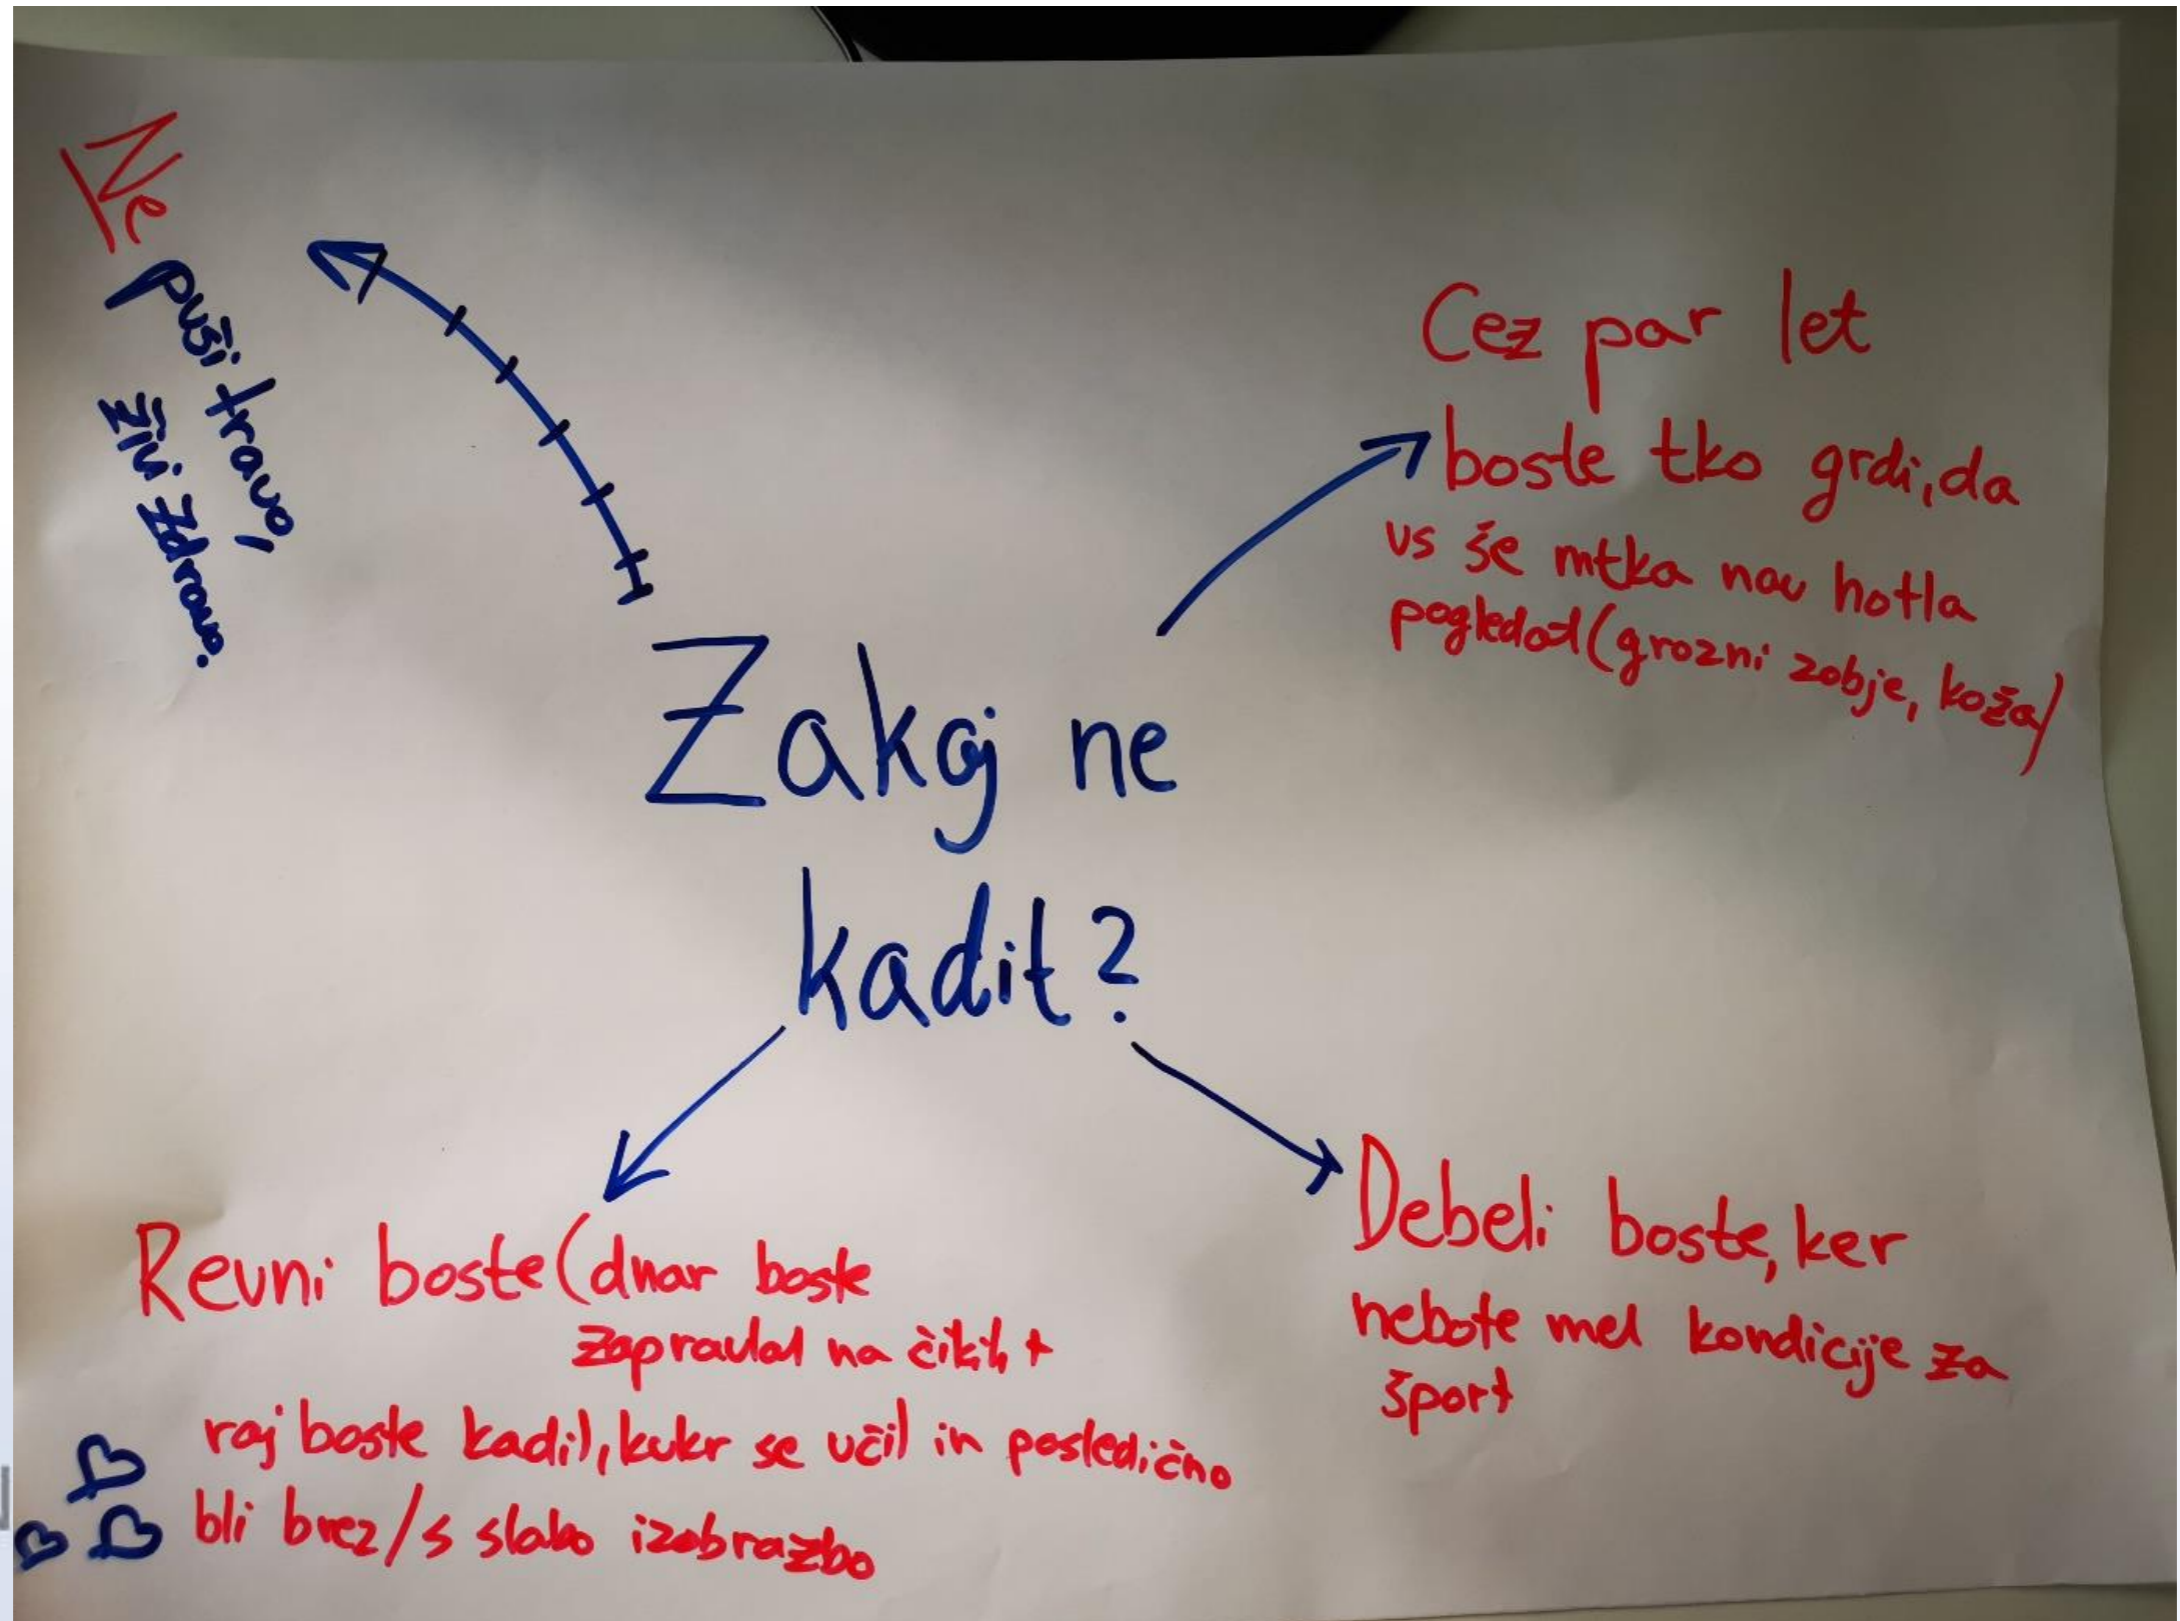 Ne puši travo,
živi zdravo.
Cez par let
boste tko grdi, da
vs še mtka nav hotla
pogledat (grozni zobje, koža)
Zakaj ne
kadit?
Revni boste (dnar boste
zapravlal na čikih +
raj boste kadil, kukr se učil in posledično
bli brez/s slabo izobrazbo
Debeli boste, ker
nebote mel kondicije za
šport